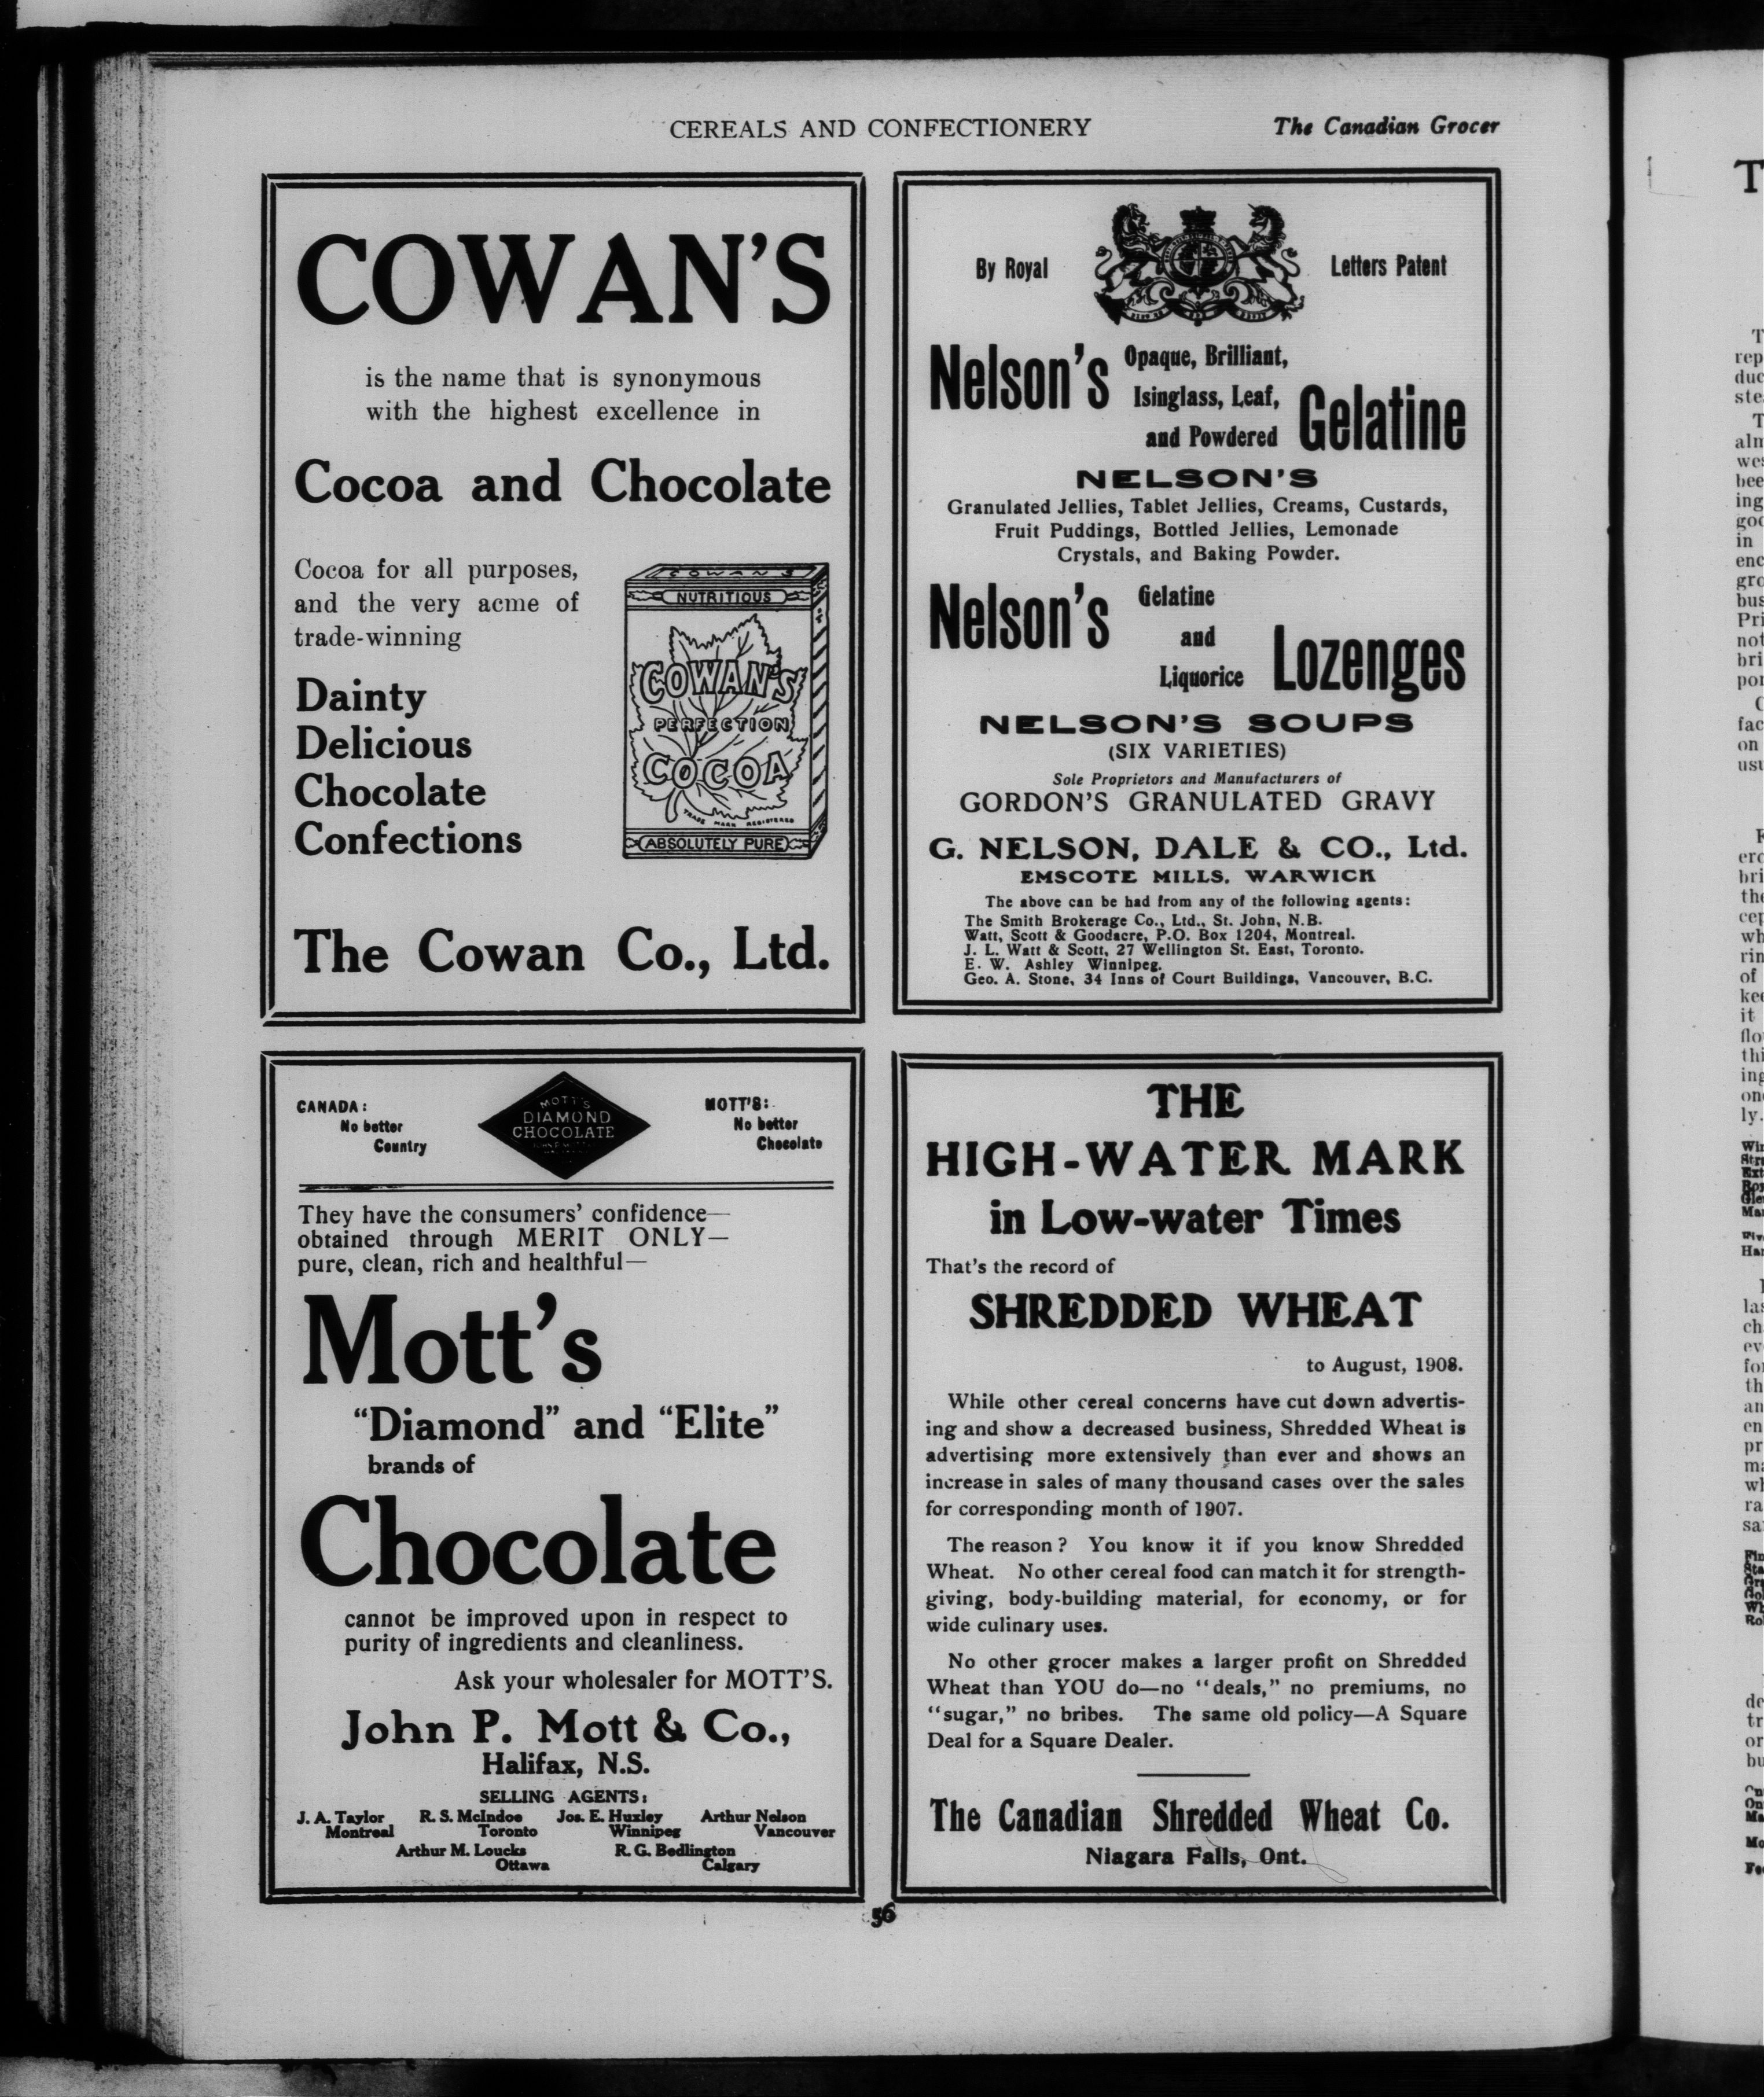 CEREALS AND CONFECTIONERY
The Canadian Grocer
COWAN'S
is the name that is synonymous
with the highest excellence in
Cocoa and Chocolate
Cocoa for all purposes,
and the very acme of
trade-winning
Dainty
Delicious
Chocolate
Confections
COWANS
NUTRITIOUS
COWAN'S
PERFECTION
COCOA
TRADE MARK REGISTERED
ABSOLUTELY PURE
The Cowan Co., Ltd.
By Royal
Letters Patent
Nelson's Opaque, Brilliant,
Isinglass, Leaf,
and Powdered Gelatine
NELSON'S
Granulated Jellies, Tablet Jellies, Creams, Custards,
Fruit Puddings, Bottled Jellies, Lemonade
Crystals, and Baking Powder.
Nelson's Gelatine
and
Liquorice Lozenges
NELSON'S SOUPS
(SIX VARIETIES)
Sole Proprietors and Manufacturers of
GORDON'S GRANULATED GRAVY
G. NELSON, DALE & CO., Ltd.
EMSCOTE MILLS, WARWICK
The above can be had from any of the following agents:
The Smith Brokerage Co., Ltd., St. John, N.B.
Watt, Scott & Goodacre, P.O. Box 1204, Montreal.
J. L. Watt & Scott, 27 Wellington St. East, Toronto.
E. W. Ashley Winnipeg.
Geo. A. Stone, 34 Inns of Court Buildings, Vancouver, B.C.
CANADA:
No better
Country
MOTT'S
DIAMOND
CHOCOLATE
MOTT'S:
No better
Chocolate
They have the consumers' confidence—
obtained through MERIT ONLY—
pure, clean, rich and healthful—
Mott's
"Diamond" and "Elite"
brands of
Chocolate
cannot be improved upon in respect to
purity of ingredients and cleanliness.
Ask your wholesaler for MOTT'S.
John P. Mott & Co.,
Halifax, N.S.
SELLING AGENTS:
J. A. Taylor R. S. McIndoe Jos. E. Huxley Arthur Nelson
Montreal Toronto Winnipeg Vancouver
Arthur M. Loucks R. G. Bedlington
Ottawa Calgary
THE
HIGH-WATER MARK
in Low-water Times
That's the record of
SHREDDED WHEAT
to August, 1908.
While other cereal concerns have cut down advertis-
ing and show a decreased business, Shredded Wheat is
advertising more extensively than ever and shows an
increase in sales of many thousand cases over the sales
for corresponding month of 1907.
The reason? You know it if you know Shredded
Wheat. No other cereal food can match it for strength-
giving, body-building material, for economy, or for
wide culinary uses.
No other grocer makes a larger profit on Shredded
Wheat than YOU do—no "deals," no premiums, no
"sugar," no bribes. The same old policy—A Square
Deal for a Square Dealer.
The Canadian Shredded Wheat Co.
Niagara Falls, Ont.
56